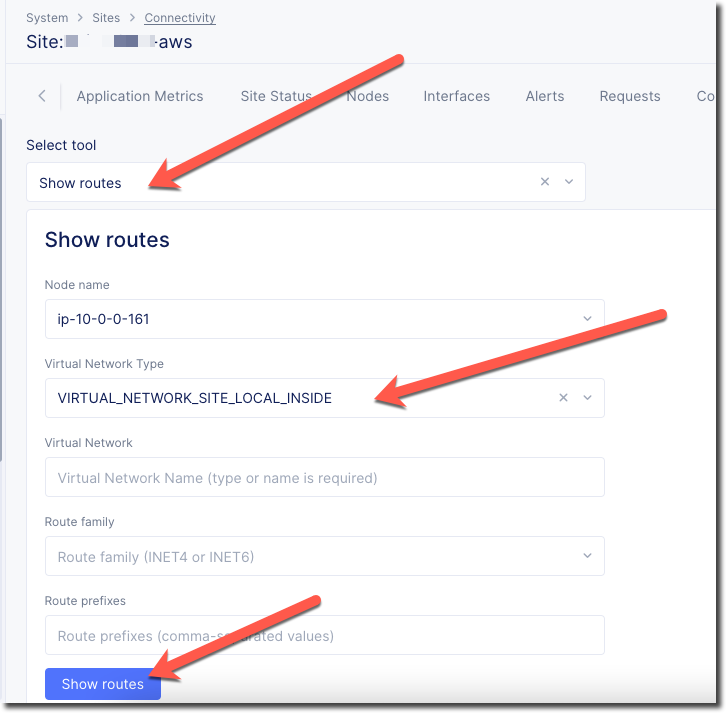 System > Sites > Connectivity
Site: -aws
Application Metrics Site Status Nodes Interfaces Alerts Requests Co
Select tool
Show routes
Show routes
Node name
ip-10-0-0-161
Virtual Network Type
VIRTUAL_NETWORK_SITE_LOCAL_INSIDE
Virtual Network
Virtual Network Name (type or name is required)
Route family
Route family (INET4 or INET6)
Route prefixes
Route prefixes (comma-separated values)
Show routes